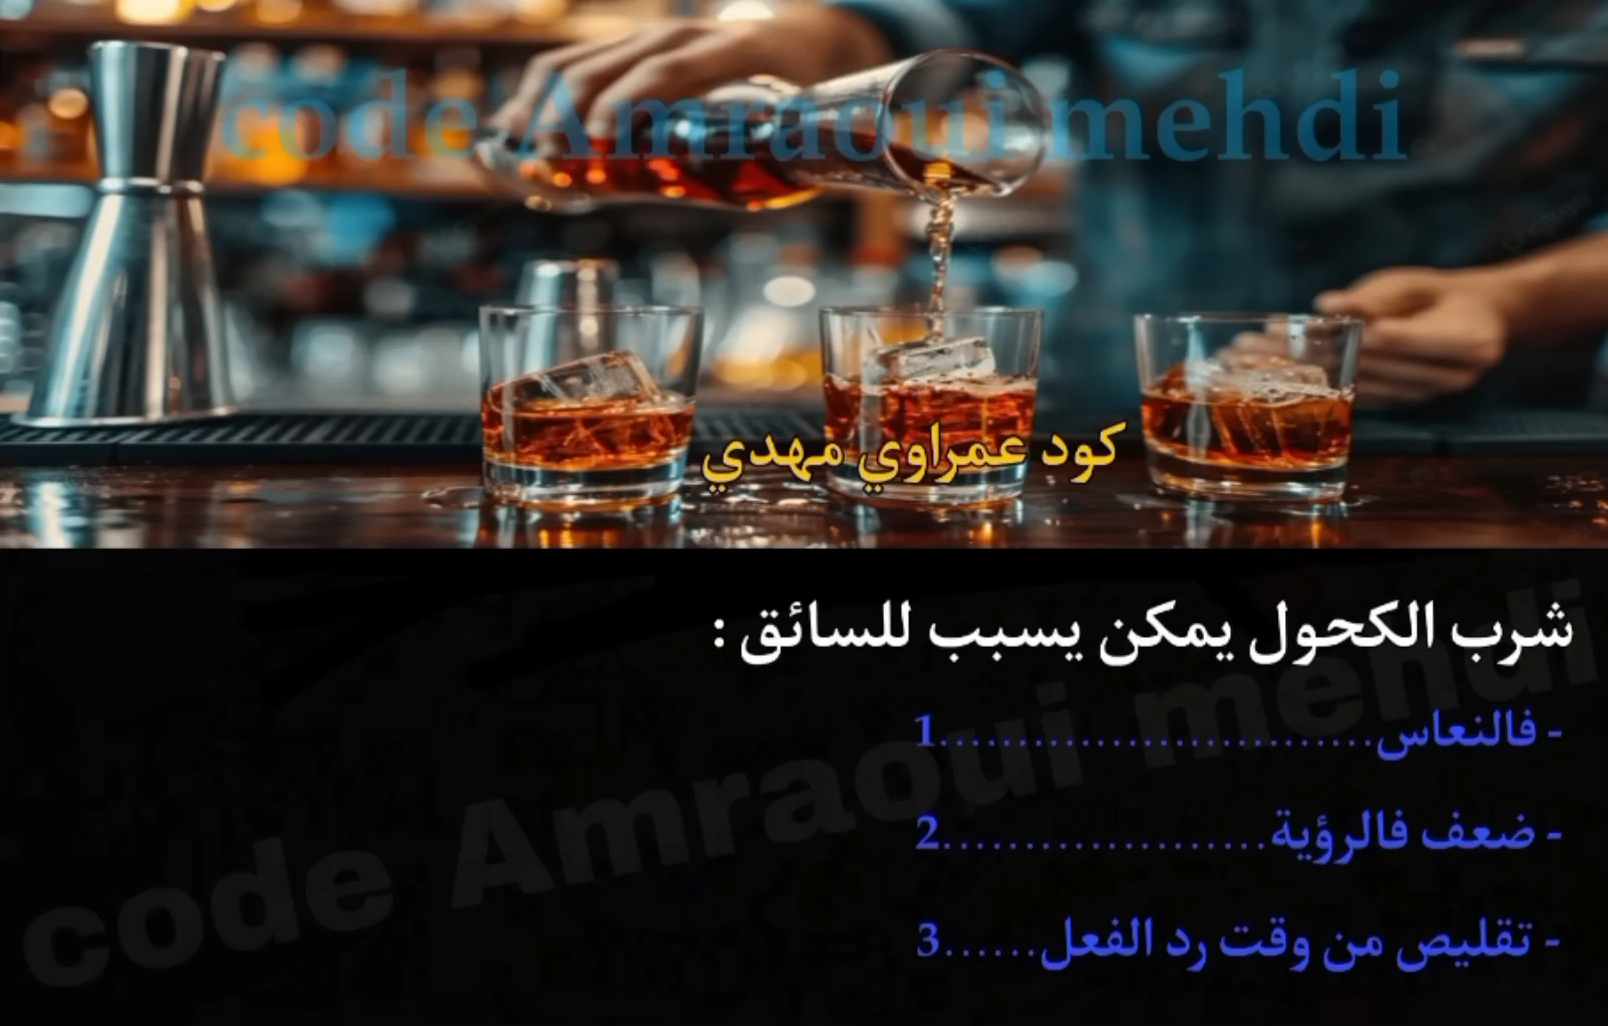 code Amraoui mehdi
كود عمراوي مهدي
شرب الكحول يمكن يسبب للسائق :
- فالنعاس............................1
- ضعف فالرؤية....................2
- تقليص من وقت رد الفعل......3
code Amraoui mehdi